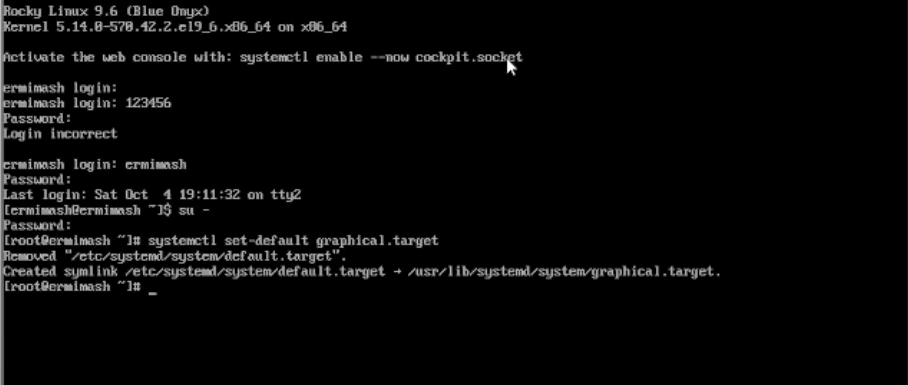 Rocky Linux 9.6 (Blue Onyx)
Kernel 5.14.0-570.42.2.el9_6.x86_64 on x86_64
Activate the web console with: systemctl enable --now cockpit.socket
ermimash login:
ermimash login: 123456
Password:
Login incorrect
ermimash login: ermimash
Password:
Last login: Sat Oct  4 19:11:32 on tty2
[ermimash@ermimash ~]$ su -
Password:
[root@ermimash ~]# systemctl set-default graphical.target
Removed "/etc/systemd/system/default.target".
Created symlink /etc/systemd/system/default.target → /usr/lib/systemd/system/graphical.target.
[root@ermimash ~]# _